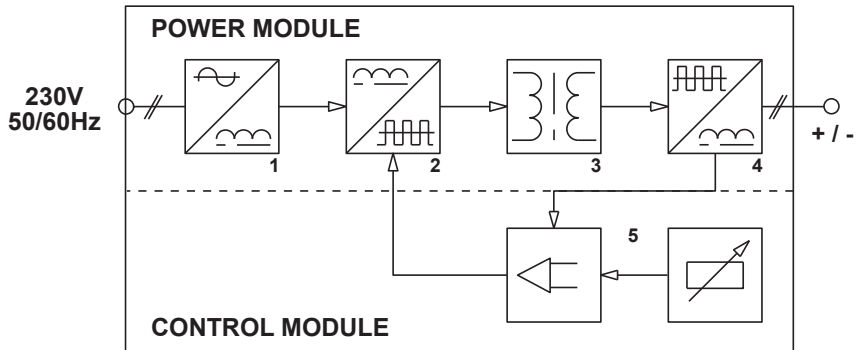 POWER MODULE
230V
50/60Hz
+ / -
1
2
3
4
5
CONTROL MODULE